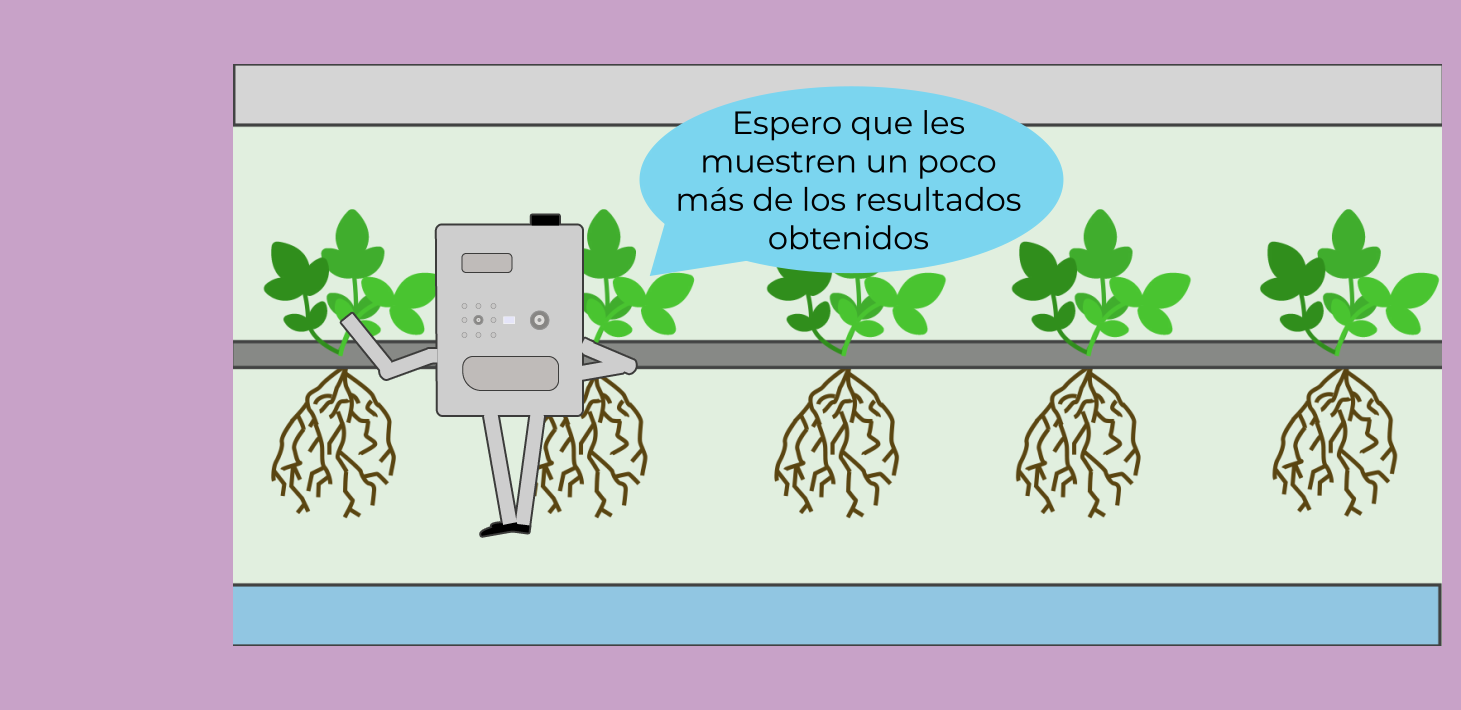 Espero que les
muestren un poco
más de los resultados
obtenidos